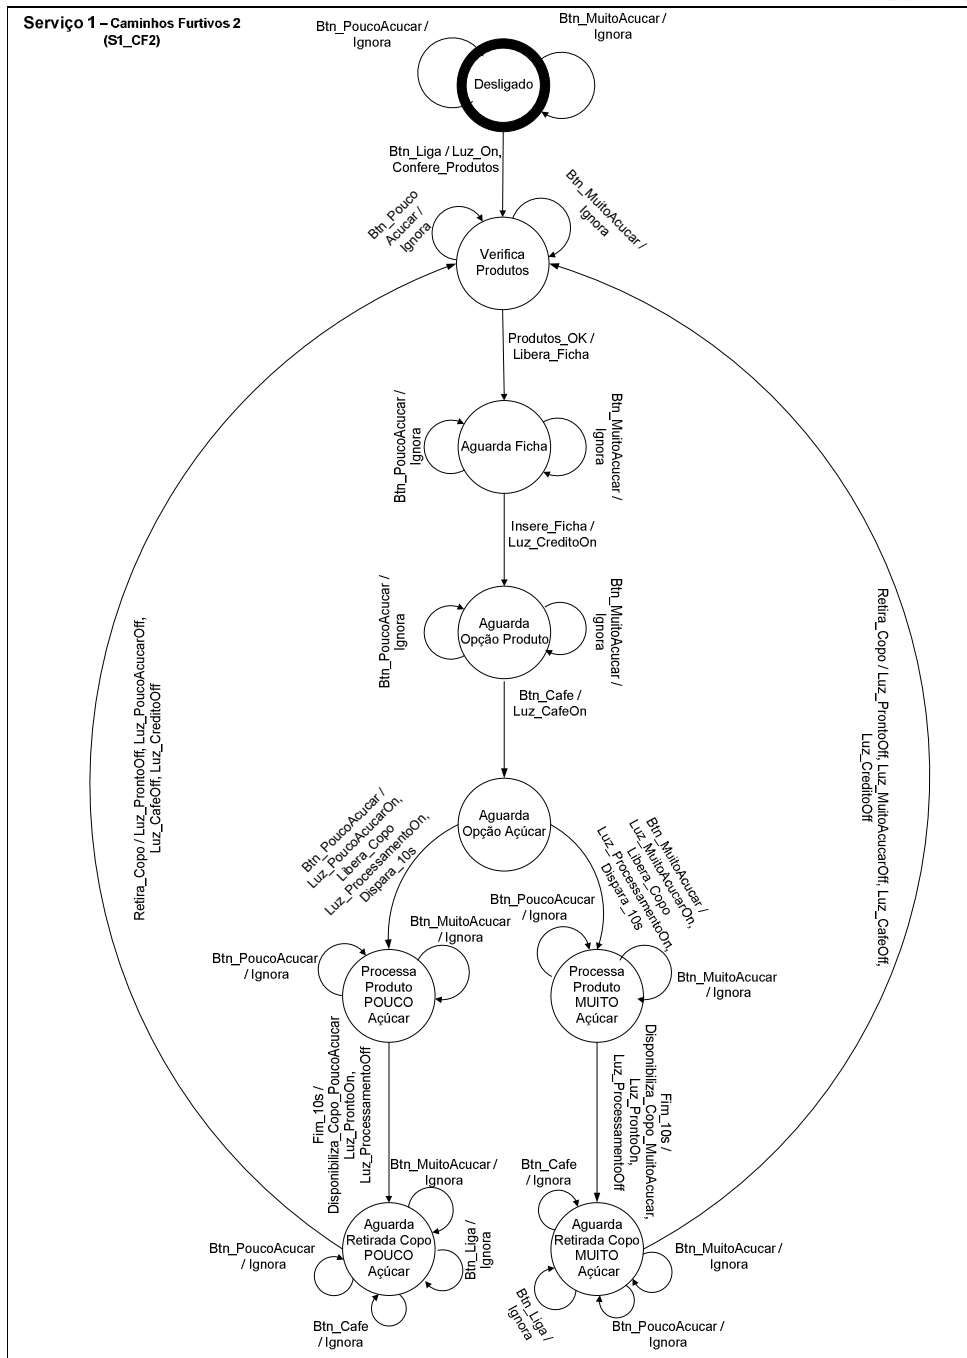 Serviço 1 – Caminhos Furtivos 2
(S1_CF2)
Btn_PoucoAcucar /
Ignora
Btn_MuitoAcucar /
Ignora
Desligado
Btn_Liga / Luz_On,
Confere_Produtos
Btn_Pouco
Acucar /
Ignora
Btn_MuitoAcucar /
Ignora
Verifica
Produtos
Produtos_OK /
Libera_Ficha
Btn_PoucoAcucar /
Ignora
Aguarda Ficha
Btn_MuitoAcucar /
Ignora
Insere_Ficha /
Luz_CreditoOn
Btn_PoucoAcucar /
Ignora
Aguarda
Opção Produto
Btn_MuitoAcucar /
Ignora
Retira_Copo / Luz_ProntoOff, Luz_PoucoAcucarOff,
Luz_CafeOff, Luz_CreditoOff
Retira_Copo / Luz_ProntoOff, Luz_MuitoAcucarOff, Luz_CafeOff,
Luz_CreditoOff
Btn_Cafe /
Luz_CafeOn
Aguarda
Opção Açúcar
Btn_PoucoAcucar /
Luz_PoucoAcucarOn,
Libera_Copo
Luz_ProcessamentoOn,
Dispara_10s
Btn_MuitoAcucar /
Luz_MuitoAcucarOn,
Libera_Copo
Luz_ProcessamentoOn,
Dispara_10s
Btn_PoucoAcucar
/ Ignora
Btn_MuitoAcucar
/ Ignora
Processa
Produto
POUCO
Açúcar
Btn_PoucoAcucar
/ Ignora
Processa
Produto
MUITO
Açúcar
Btn_MuitoAcucar
/ Ignora
Fim_10s /
Disponibiliza_Copo_PoucoAcucar
Luz_ProntoOn,
Luz_ProcessamentoOff
Fim_10s /
Disponibiliza_Copo_MuitoAcucar,
Luz_ProntoOn,
Luz_ProcessamentoOff
Btn_MuitoAcucar /
Ignora
Aguarda
Retirada Copo
POUCO
Açúcar
Btn_Liga /
Ignora
Btn_PoucoAcucar
/ Ignora
Btn_Cafe
/ Ignora
Btn_Cafe
/ Ignora
Aguarda
Retirada Copo
MUITO
Açúcar
Btn_MuitoAcucar /
Ignora
Btn_Liga /
Ignora
Btn_PoucoAcucar /
Ignora